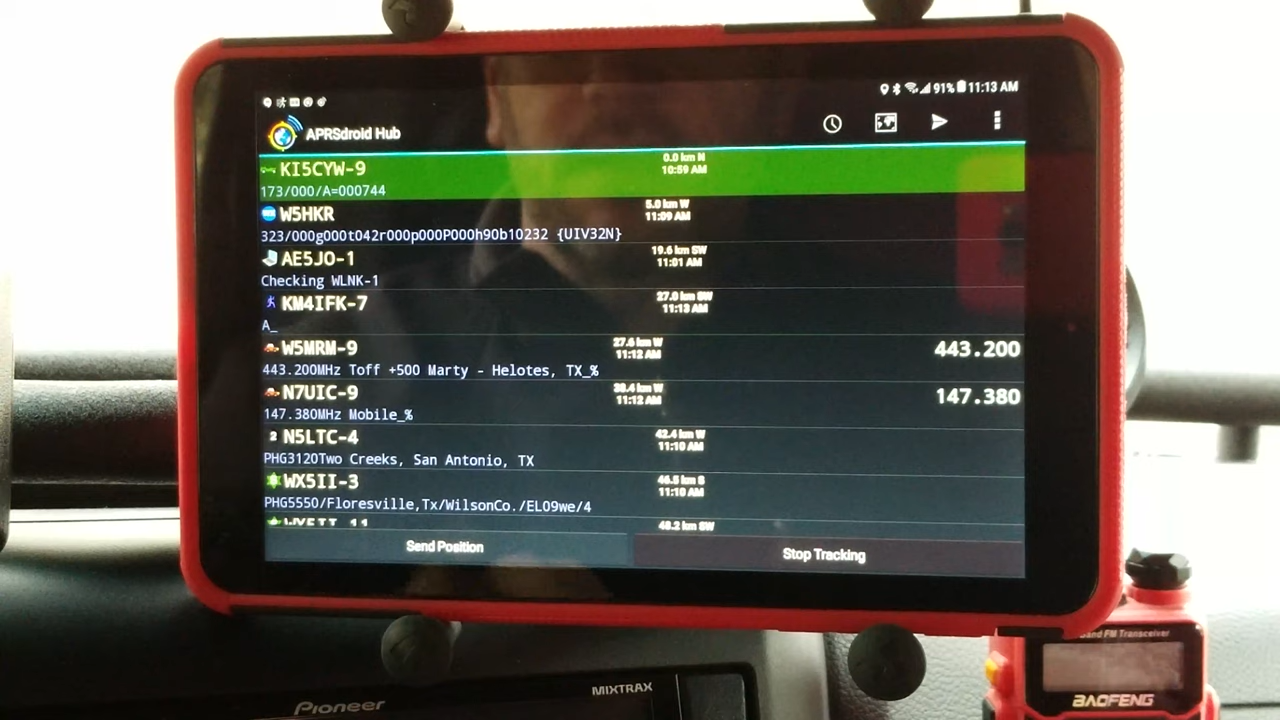 91% 11:13 AM
APRSdroid Hub
KI5CYW-9 0.0 km N
10:59 AM
173/000/A=000744
W5HKR 5.0 km W
11:09 AM
323/000g000t042r000p000P000h90b10232 {UIV32N}
AE5JO-1 19.6 km SW
11:01 AM
Checking WLNK-1
KM4IFK-7 27.0 km SW
11:13 AM
A_
W5MRM-9 27.6 km W 443.200
11:12 AM
443.200MHz Toff +500 Marty - Helotes, TX_%
N7UIC-9 38.4 km W 147.380
11:12 AM
147.380MHz Mobile_%
2 N5LTC-4 42.4 km W
11:10 AM
PHG3120Two Creeks, San Antonio, TX
WX5II-3 46.5 km S
11:10 AM
PHG5550/Floresville,Tx/WilsonCo./EL09we/4
48.2 km SW
Send Position Stop Tracking
and FM Transceiver
BAOFENG
Pioneer MIXTRAX